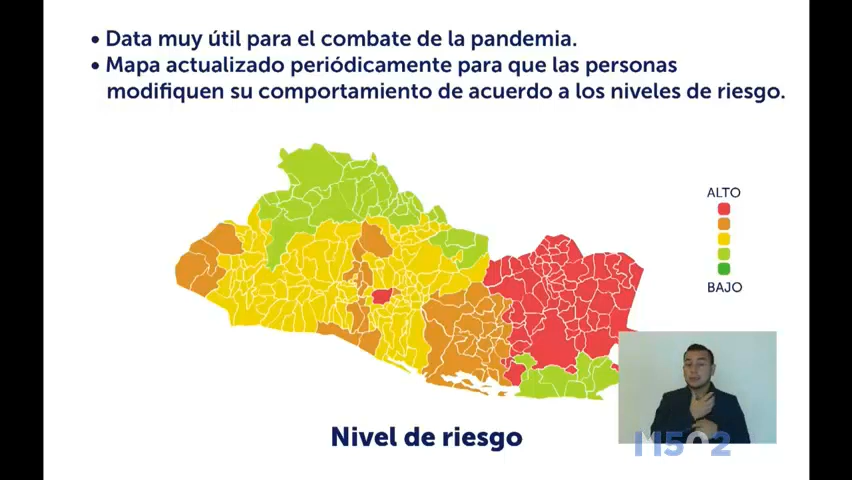 • Data muy útil para el combate de la pandemia.
• Mapa actualizado periódicamente para que las personas
modifiquen su comportamiento de acuerdo a los niveles de riesgo.
ALTO
BAJO
Nivel de riesgo